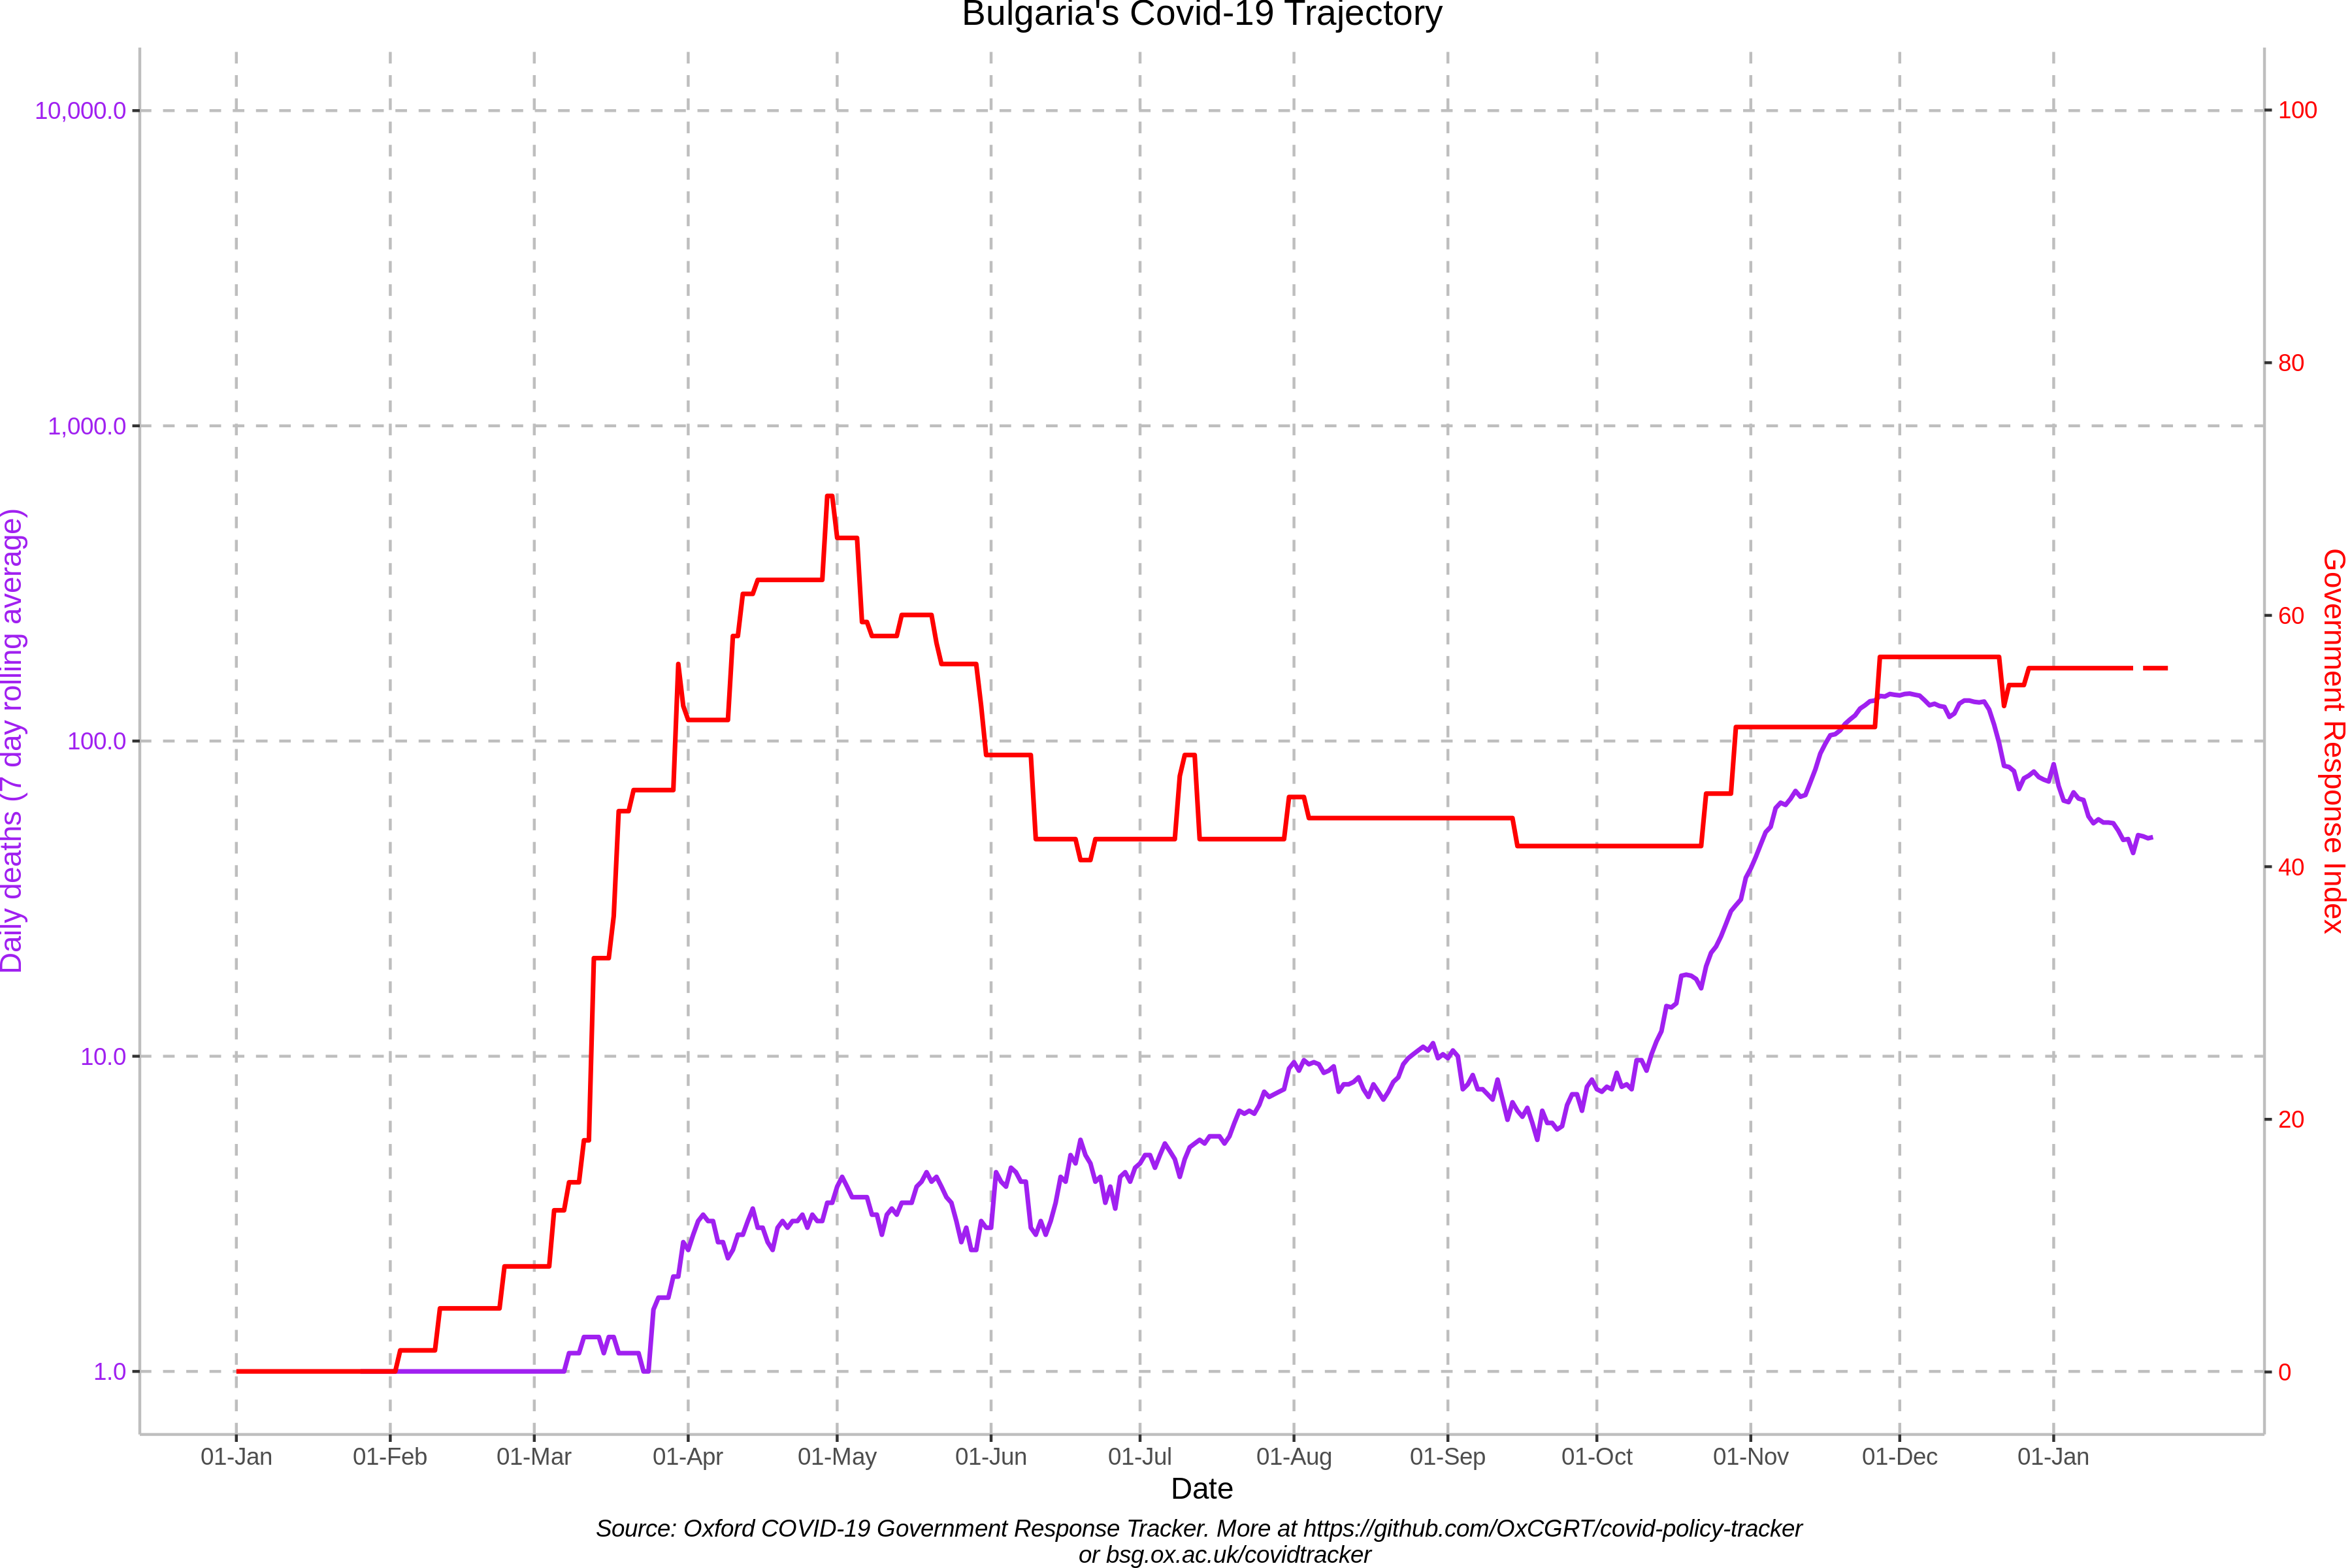 Bulgaria's Covid-19 Trajectory
Daily deaths (7 day rolling average)
10,000.0
1,000.0
100.0
10.0
1.0
100
80
60
40
20
0
Government Response Index
01-Jan 01-Feb 01-Mar 01-Apr 01-May 01-Jun 01-Jul 01-Aug 01-Sep 01-Oct 01-Nov 01-Dec 01-Jan
Date
Source: Oxford COVID-19 Government Response Tracker. More at https://github.com/OxCGRT/covid-policy-tracker
or bsg.ox.ac.uk/covidtracker